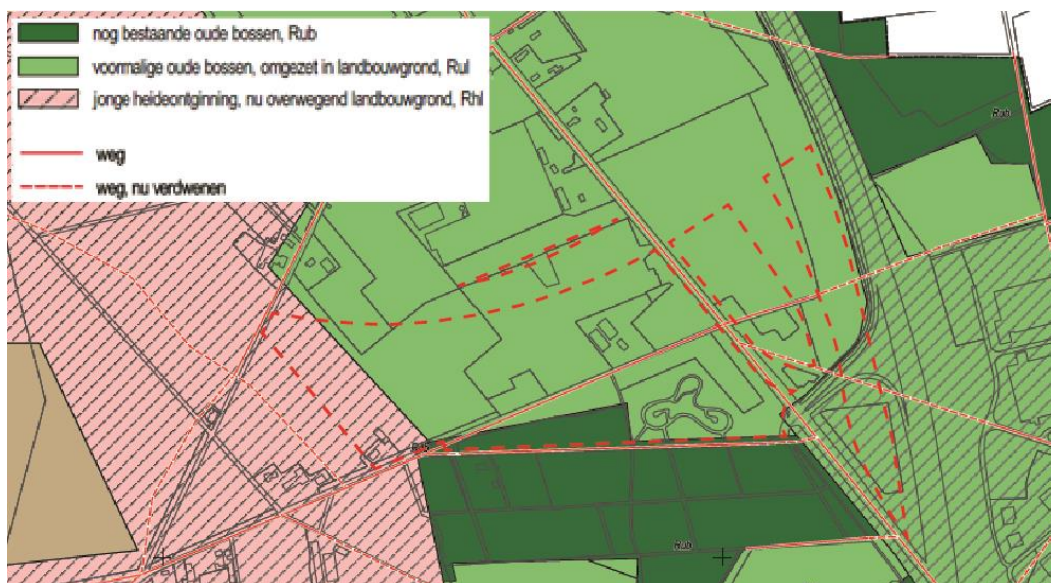 nog bestaande oude bossen, Rub
voormalige oude bossen, omgezet in landbouwgrond, Rul
jonge heideontginning, nu overwegend landbouwgrond, Rhl
weg
weg, nu verdwenen
Rub
Rub